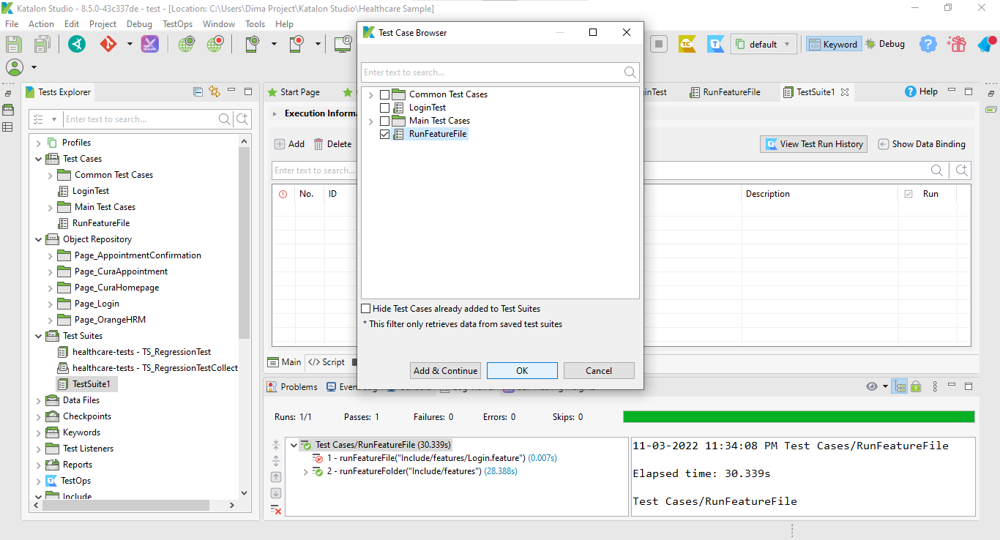 Katalon Studio - 8.5.0-43c337de - test - [Location: C:\Users\Dima Project\Katalon Studio\Healthcare Sample]
File Action Edit Project Debug TestOps Window Tools Help
TC T default Keyword Debug
Tests Explorer
Enter text to search...
Profiles
Test Cases
Common Test Cases
LoginTest
Main Test Cases
RunFeatureFile
Object Repository
Page_AppointmentConfirmation
Page_CuraAppointment
Page_CuraHomepage
Page_Login
Page_OrangeHRM
Test Suites
healthcare-tests - TS_RegressionTest
healthcare-tests - TS_RegressionTestCollect
TestSuite1
Data Files
Checkpoints
Keywords
Test Listeners
Reports
TestOps
Include
Start Page
inTest RunFeatureFile TestSuite1 Help
Execution Informa
Add Delete View Test Run History Show Data Binding
Enter text to search...
No. ID Description Run
Main </> Script
Test Case Browser
Enter text to search...
Common Test Cases
LoginTest
Main Test Cases
RunFeatureFile
Hide Test Cases already added to Test Suites
* This filter only retrieves data from saved test suites
Add & Continue OK Cancel
Problems
Runs: 1/1 Passes: 1 Failures: 0 Errors: 0 Skips: 0
Test Cases/RunFeatureFile (30.339s)
1 - runFeatureFile("Include/features/Login.feature") (0.007s)
2 - runFeatureFolder("Include/features") (28.388s)
11-03-2022 11:34:08 PM Test Cases/RunFeatureFile
Elapsed time: 30.339s
Test Cases/RunFeatureFile